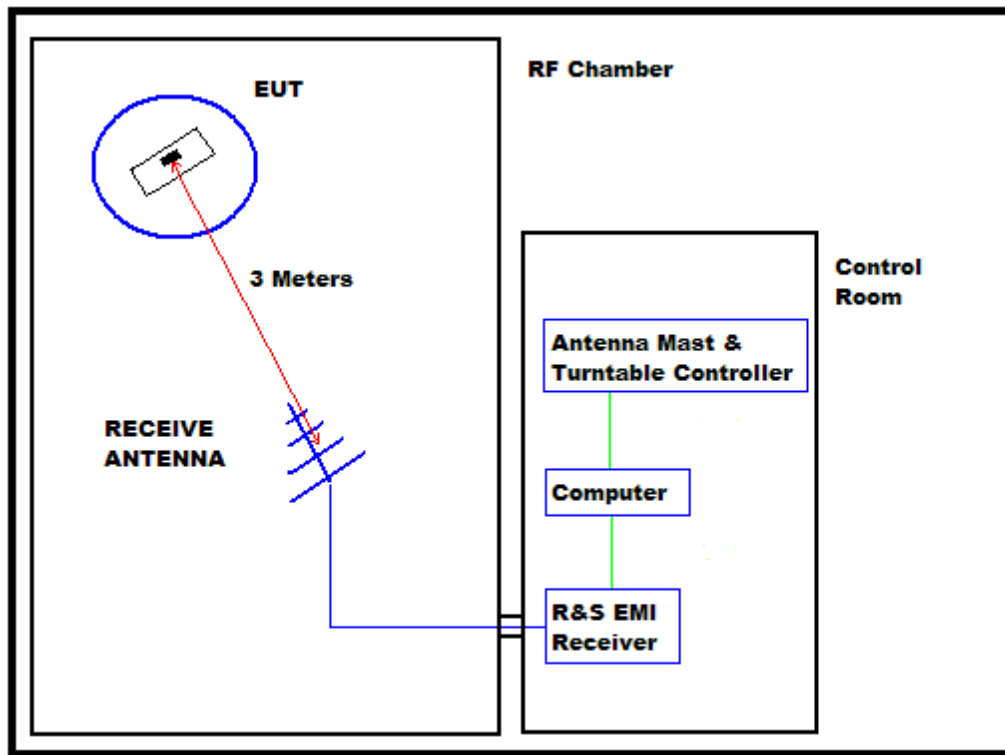 RF Chamber
EUT
3 Meters
Control
Room
Antenna Mast &
Turntable Controller
RECEIVE
ANTENNA
Computer
R&S EMI
Receiver